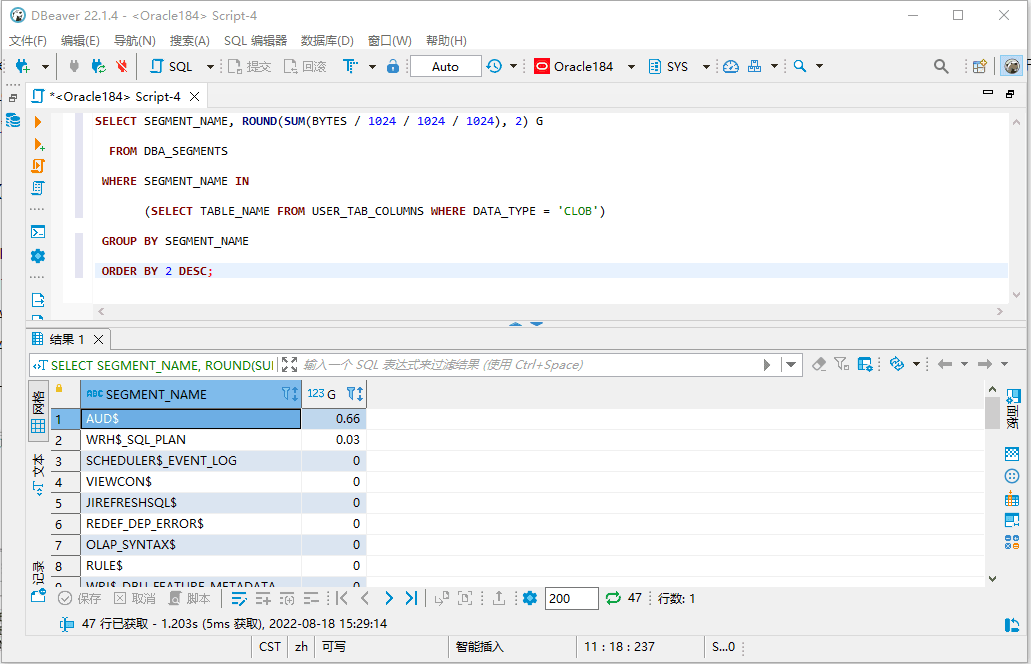 DBeaver 22.1.4 - <Oracle184> Script-4
文件(F) 编辑(E) 导航(N) 搜索(A) SQL 编辑器 数据库(D) 窗口(W) 帮助(H)
SQL 提交 回滚 Auto Oracle184 SYS
*<Oracle184> Script-4
SELECT SEGMENT_NAME, ROUND(SUM(BYTES / 1024 / 1024 / 1024), 2) G
FROM DBA_SEGMENTS
WHERE SEGMENT_NAME IN
(SELECT TABLE_NAME FROM USER_TAB_COLUMNS WHERE DATA_TYPE = 'CLOB')
GROUP BY SEGMENT_NAME
ORDER BY 2 DESC;
结果 1
SELECT SEGMENT_NAME, ROUND(SUI 输入一个 SQL 表达式来过滤结果 (使用 Ctrl+Space)
网格
文本
记录
面板
ABC SEGMENT_NAME 123 G
1 AUD$ 0.66
2 WRH$_SQL_PLAN 0.03
3 SCHEDULER$_EVENT_LOG 0
4 VIEWCON$ 0
5 JIREFRESHSQL$ 0
6 REDEF_DEP_ERROR$ 0
7 OLAP_SYNTAX$ 0
8 RULE$ 0
9 WRI$_DBU_FEATURE_METADATA 0
保存 取消 脚本 200 47 行数: 1
47 行已获取 - 1.203s (5ms 获取), 2022-08-18 15:29:14
CST zh 可写 智能插入 11 : 18 : 237 S...0